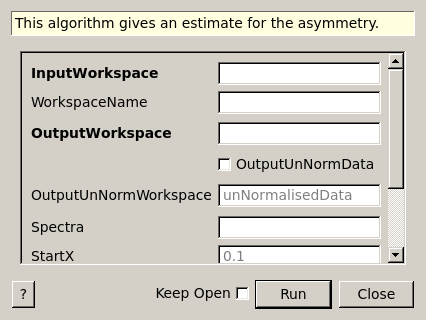 This algorithm gives an estimate for the asymmetry.
InputWorkspace
WorkspaceName
OutputWorkspace
OutputUnNormData
OutputUnNormWorkspace unNormalisedData
Spectra
StartX 0.1
? Keep Open Run Close